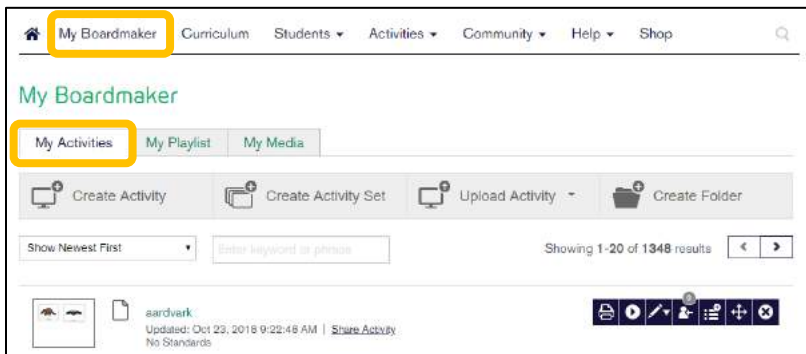 My Boardmaker Curriculum Students Activities Community Help Shop
My Boardmaker
My Activities My Playlist My Media
Create Activity Create Activity Set Upload Activity Create Folder
Show Newest First Enter keyword or phrase Showing 1-20 of 1348 results
aardvark
Updated: Oct 23, 2018 9:22:46 AM | Share Activity
No Standards